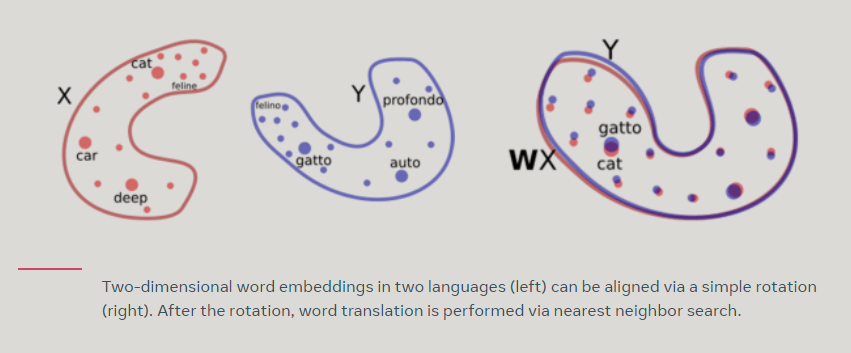 X
cat
feline
car
deep
Y
felino
profondo
gatto
auto
Y
gatto
WX
cat
Two-dimensional word embeddings in two languages (left) can be aligned via a simple rotation
(right). After the rotation, word translation is performed via nearest neighbor search.